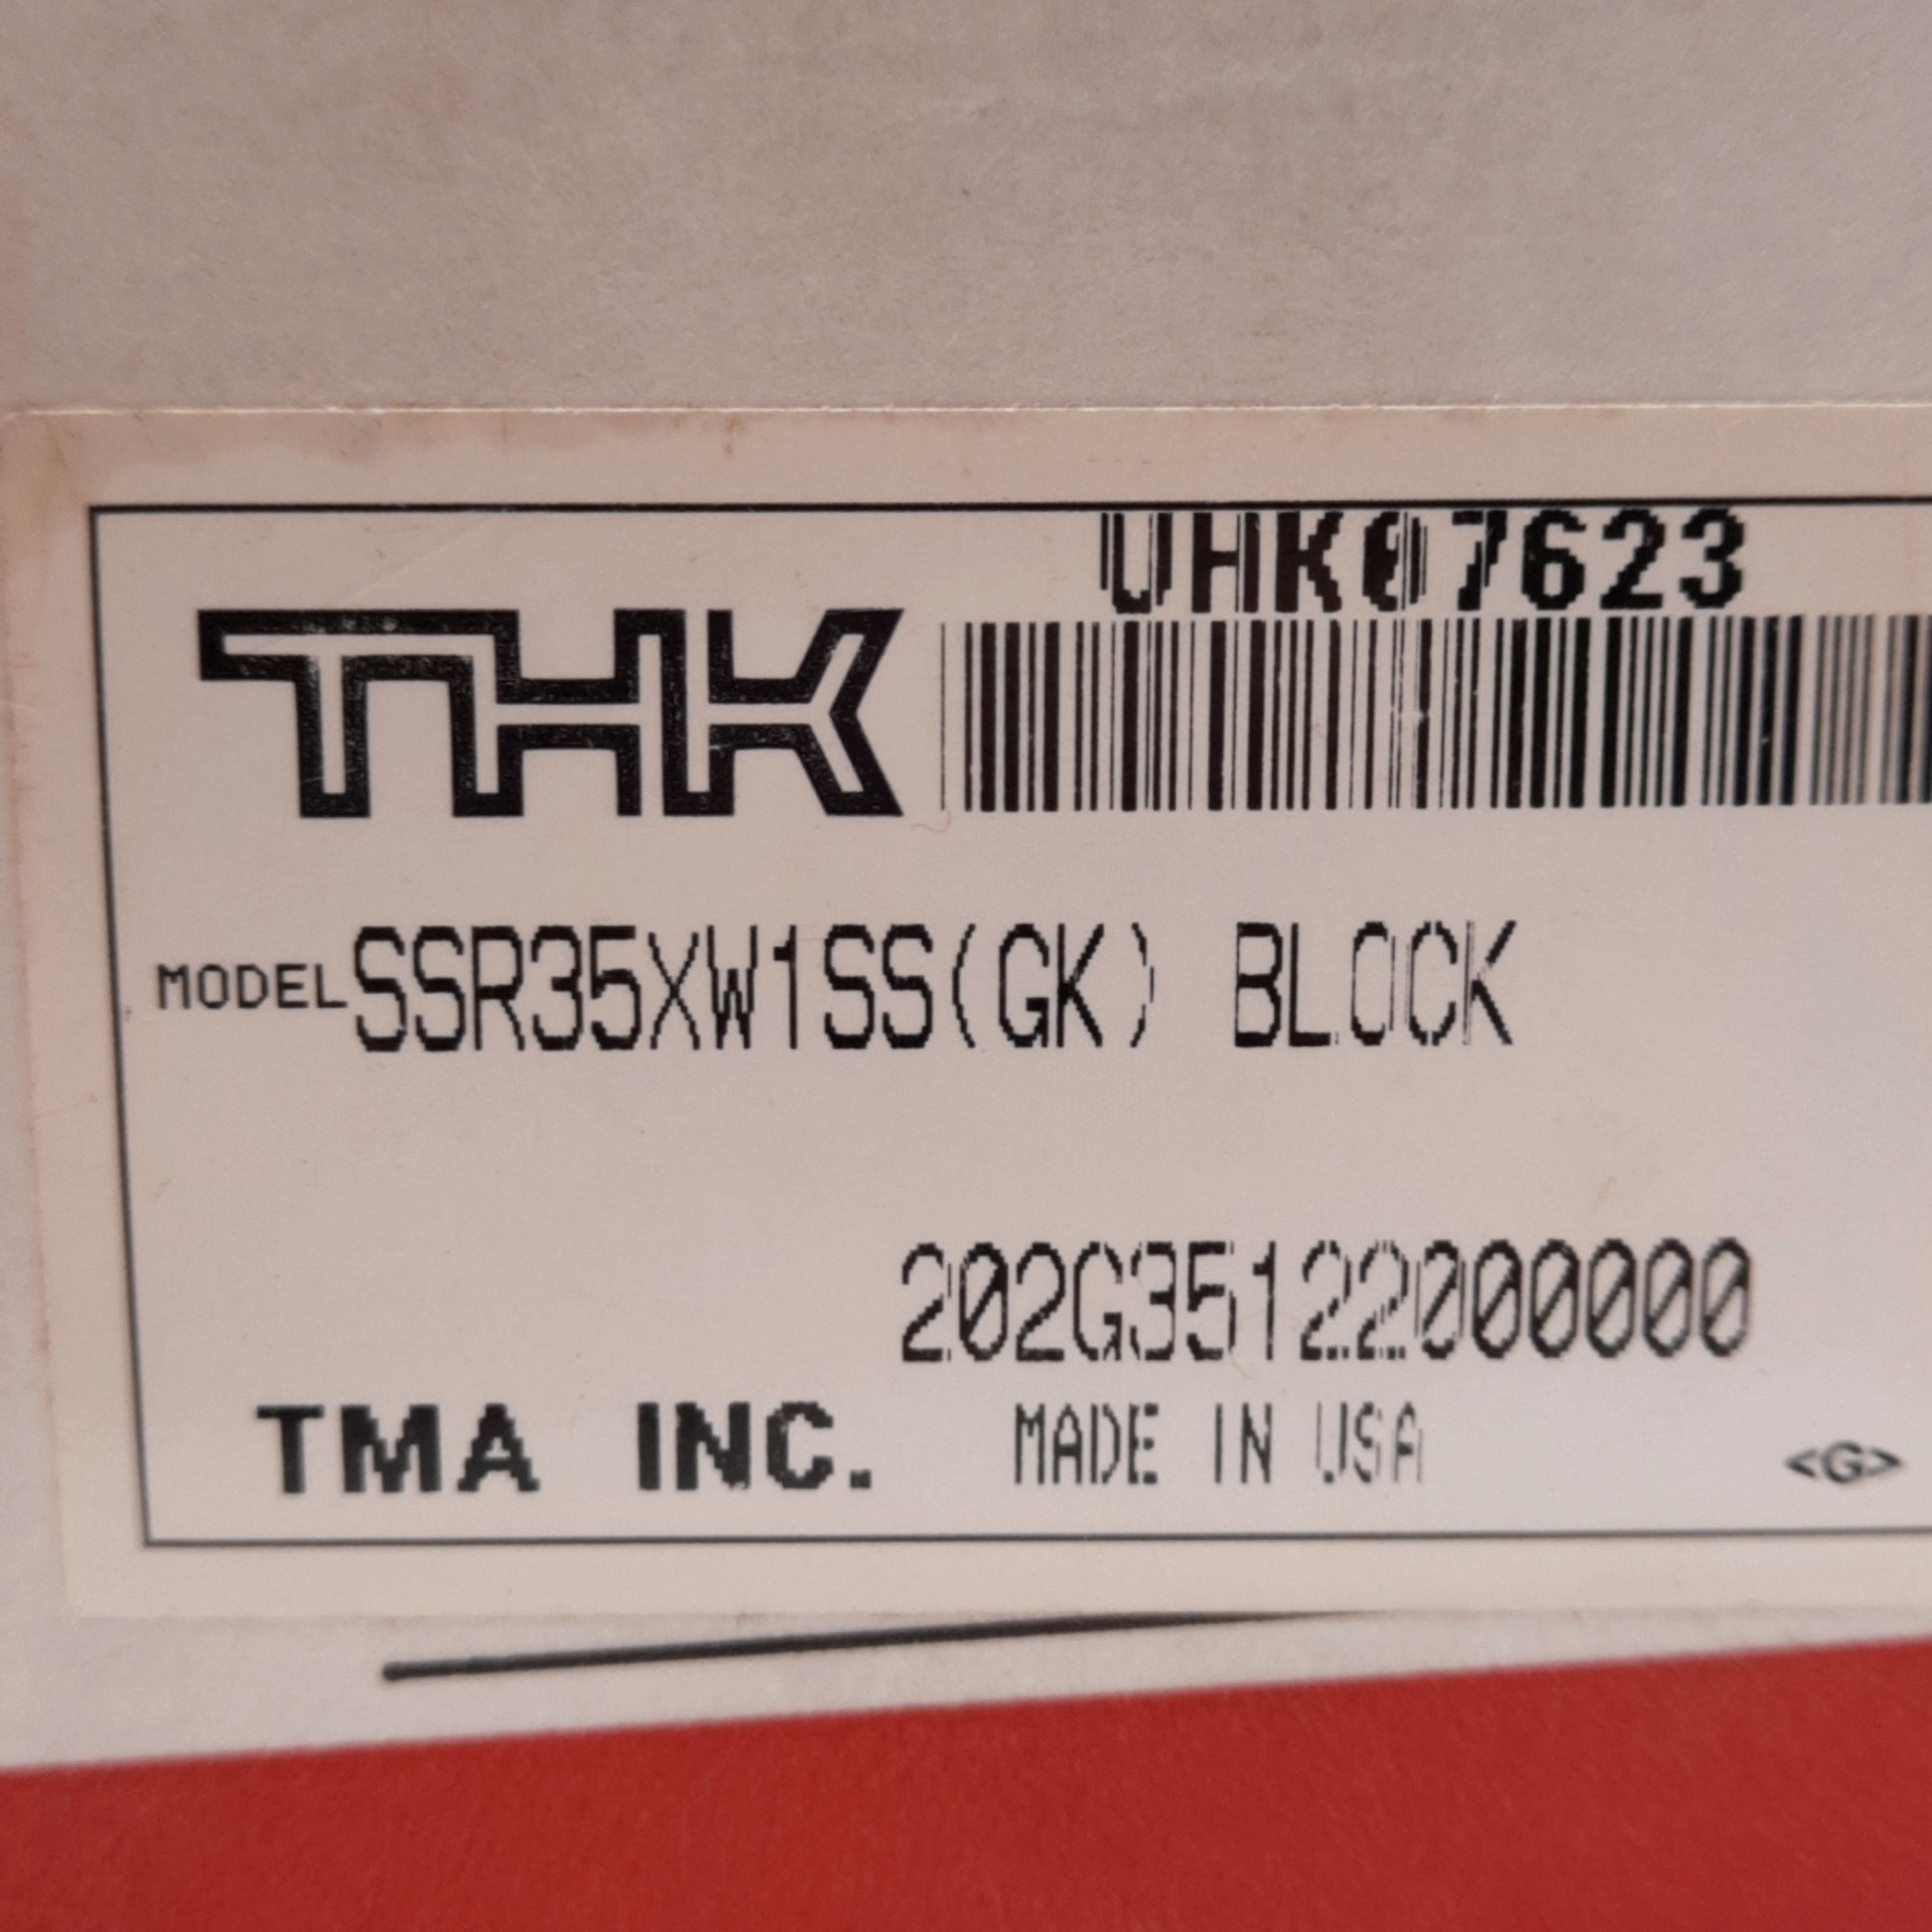 UHK07623
THK
MODEL SSR35XW1SS(GK) BLOCK
202G35122000000
TMA INC. MADE IN USA <G>